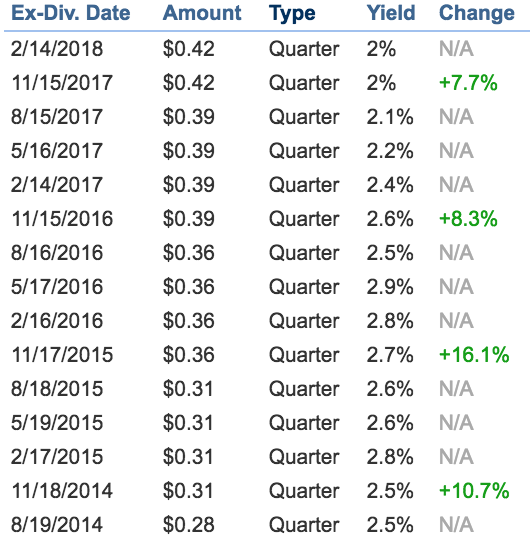 Ex-Div. Date Amount Type Yield Change
2/14/2018 $0.42 Quarter 2% N/A
11/15/2017 $0.42 Quarter 2% +7.7%
8/15/2017 $0.39 Quarter 2.1% N/A
5/16/2017 $0.39 Quarter 2.2% N/A
2/14/2017 $0.39 Quarter 2.4% N/A
11/15/2016 $0.39 Quarter 2.6% +8.3%
8/16/2016 $0.36 Quarter 2.5% N/A
5/17/2016 $0.36 Quarter 2.9% N/A
2/16/2016 $0.36 Quarter 2.8% N/A
11/17/2015 $0.36 Quarter 2.7% +16.1%
8/18/2015 $0.31 Quarter 2.6% N/A
5/19/2015 $0.31 Quarter 2.6% N/A
2/17/2015 $0.31 Quarter 2.8% N/A
11/18/2014 $0.31 Quarter 2.5% +10.7%
8/19/2014 $0.28 Quarter 2.5% N/A